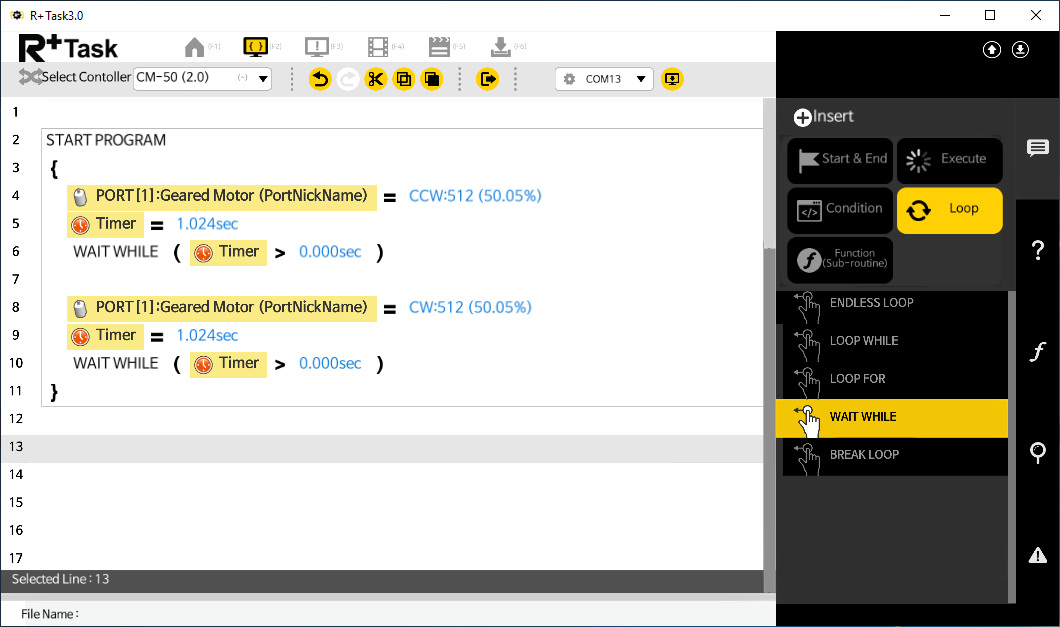 R+ Task3.0
R+Task (F1) (F2) (F3) (F4) (F5) (F6)
Select Contoller CM-50 (2.0) (~) COM13
1
2 START PROGRAM
3 {
4 PORT[1]:Geared Motor (PortNickName) = CCW:512 (50.05%)
5 Timer = 1.024sec
6 WAIT WHILE ( Timer > 0.000sec )
7
8 PORT[1]:Geared Motor (PortNickName) = CW:512 (50.05%)
9 Timer = 1.024sec
10 WAIT WHILE ( Timer > 0.000sec )
11 }
12
13
14
15
16
17
Selected Line : 13
File Name :
Insert
Start & End
Execute
Condition
Loop
Function
(Sub-routine)
ENDLESS LOOP
LOOP WHILE
LOOP FOR
WAIT WHILE
BREAK LOOP